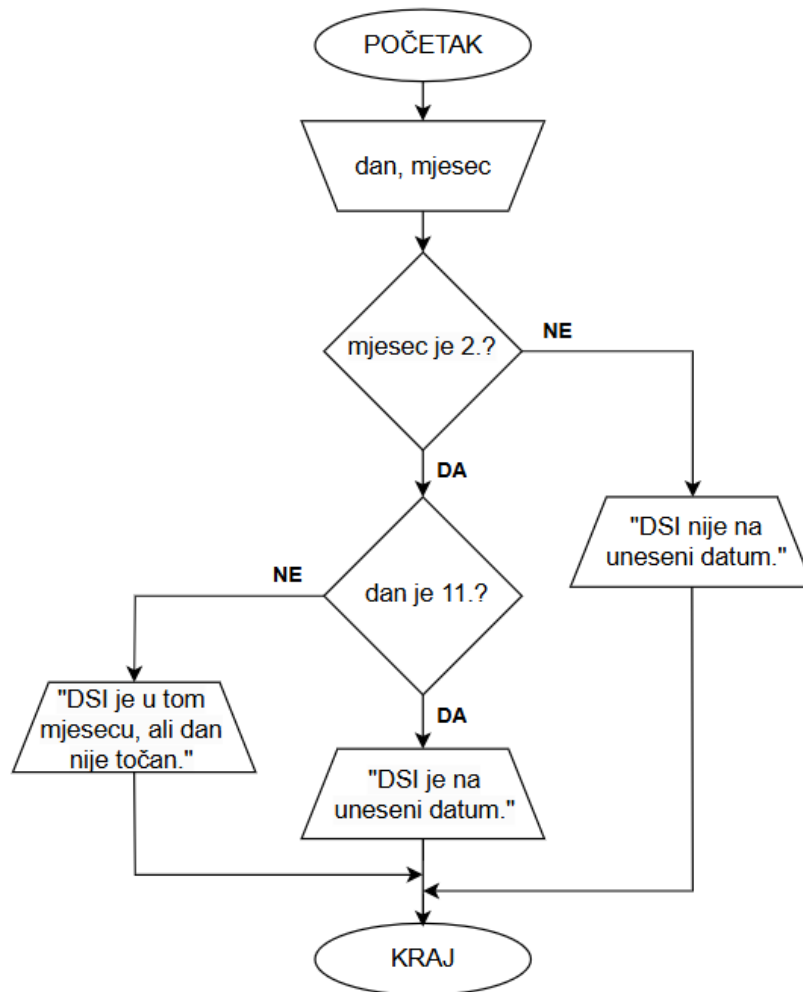 POČETAK
dan, mjesec
mjesec je 2.?
NE
DA
"DSI nije na
uneseni datum."
dan je 11.?
NE
"DSI je u tom
mjesecu, ali dan
nije točan."
DA
"DSI je na
uneseni datum."
KRAJ